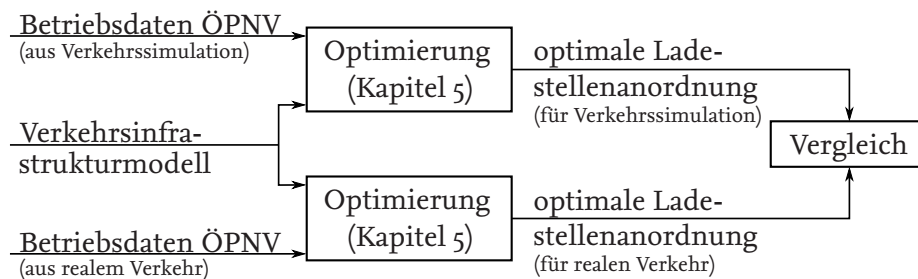 Betriebsdaten ÖPNV
(aus Verkehrssimulation)
Optimierung
(Kapitel 5)
optimale Lade-
stellenanordnung
(für Verkehrssimulation)
Verkehrsinfra-
strukturmodell
Vergleich
Betriebsdaten ÖPNV
(aus realem Verkehr)
Optimierung
(Kapitel 5)
optimale Lade-
stellenanordnung
(für realen Verkehr)